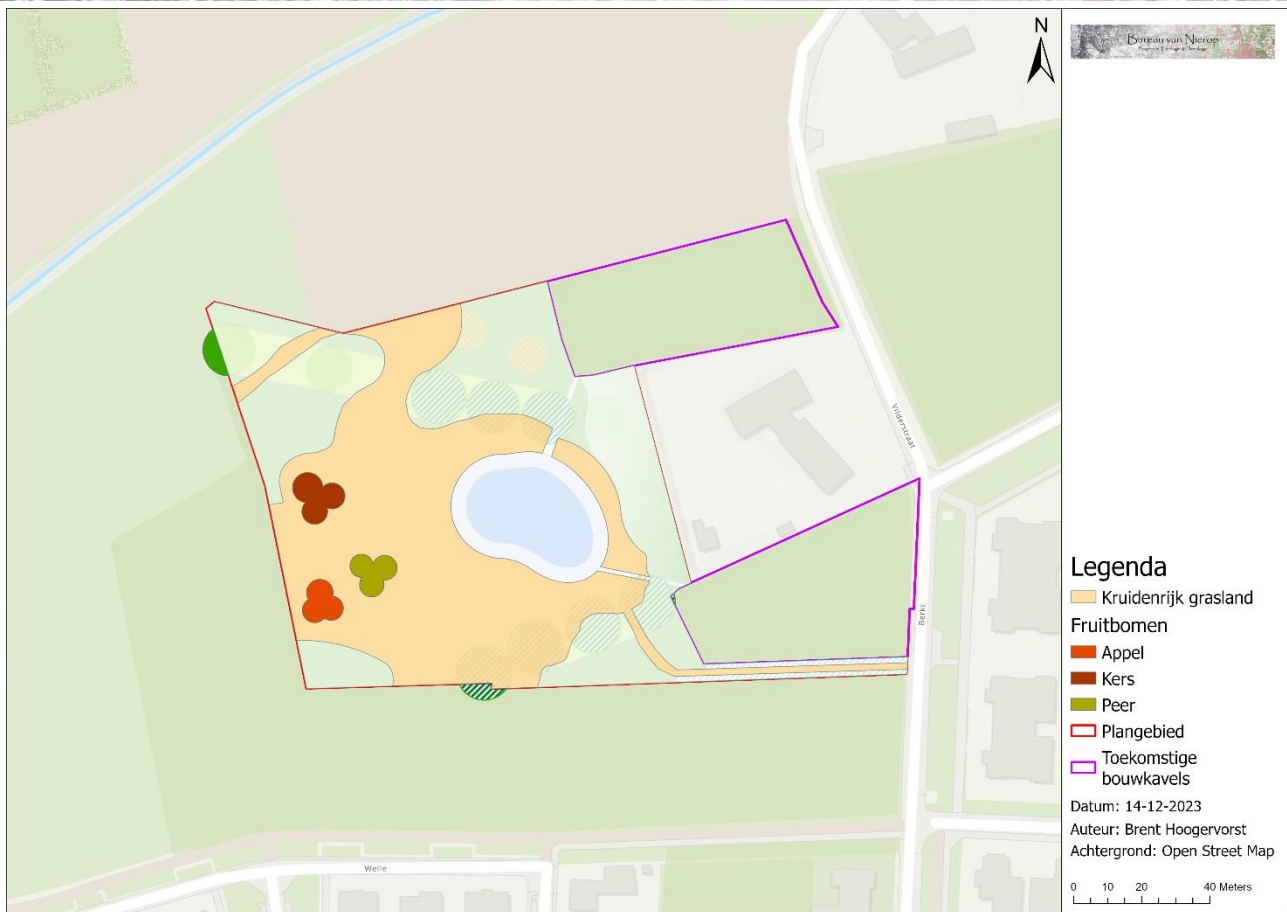 N
Bureau van Nierop
Vilderstraat
Berkt
Welle
Legenda
Kruidenrijk grasland
Fruitbomen
Appel
Kers
Peer
Plangebied
Toekomstige
bouwkavels
Datum: 14-12-2023
Auteur: Brent Hoogervorst
Achtergrond: Open Street Map
0 10 20 40 Meters